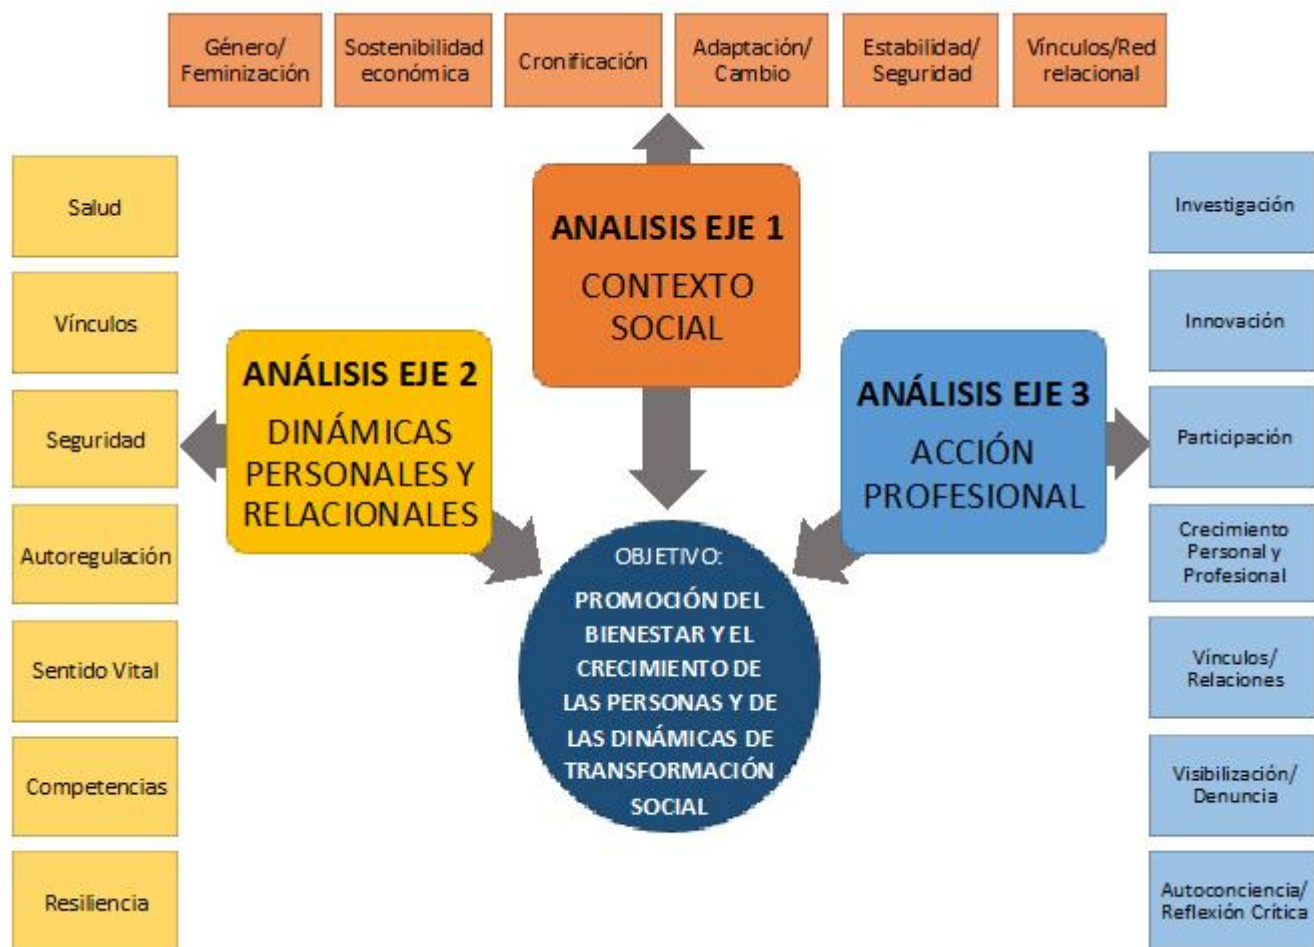 Género/
Feminización
Sostenibilidad
económica
Cronificación
Adaptación/
Cambio
Estabilidad/
Seguridad
Vínculos/Red
relacional
ANALISIS EJE 1
CONTEXTO
SOCIAL
Salud
Vínculos
Seguridad
Autoregulación
Sentido Vital
Competencias
Resiliencia
ANÁLISIS EJE 2
DINÁMICAS
PERSONALES Y
RELACIONALES
ANÁLISIS EJE 3
ACCIÓN
PROFESIONAL
Investigación
Innovación
Participación
Crecimiento
Personal y
Profesional
Vínculos/
Relaciones
Visibilización/
Denuncia
Autoconciencia/
Reflexión Crítica
OBJETIVO:
PROMOCIÓN DEL
BIENESTAR Y EL
CRECIMIENTO DE
LAS PERSONAS Y DE
LAS DINÁMICAS DE
TRANSFORMACIÓN
SOCIAL